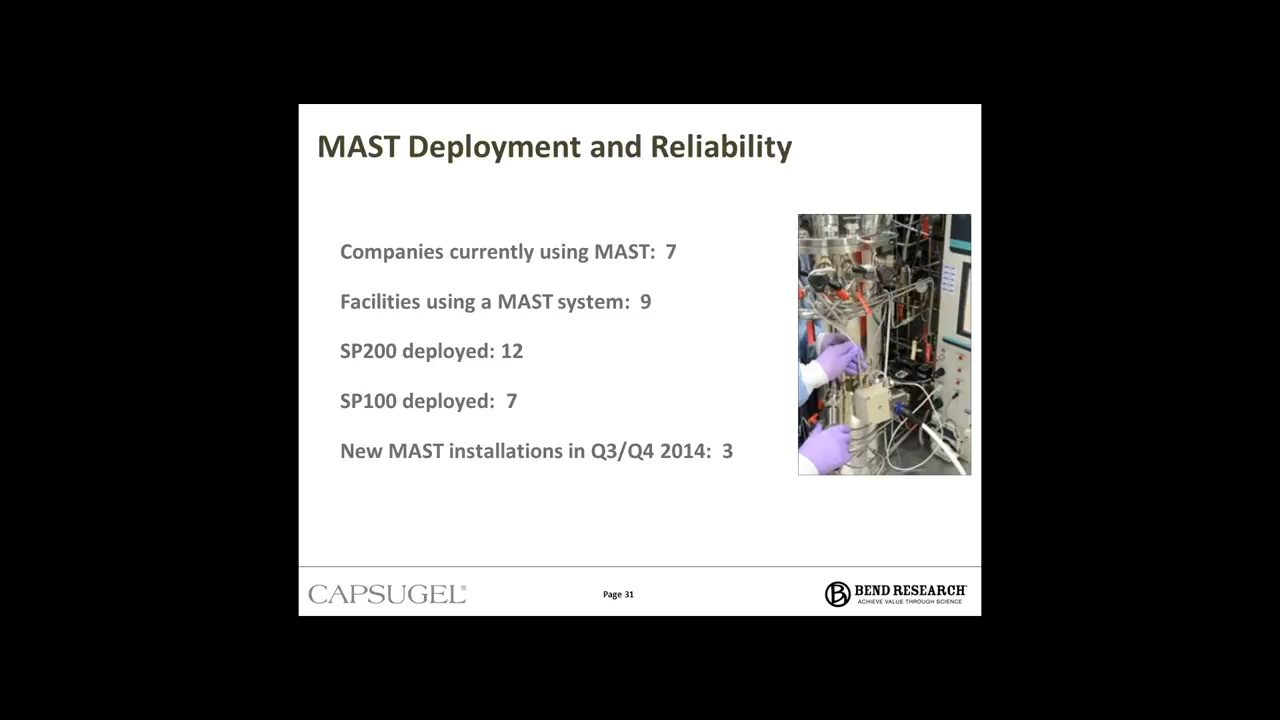 MAST Deployment and Reliability
Companies currently using MAST: 7
Facilities using a MAST system: 9
SP200 deployed: 12
SP100 deployed: 7
New MAST installations in Q3/Q4 2014: 3
CAPSUGEL®
Page 31
BEND RESEARCH
ACHIEVE VALUE THROUGH SCIENCE